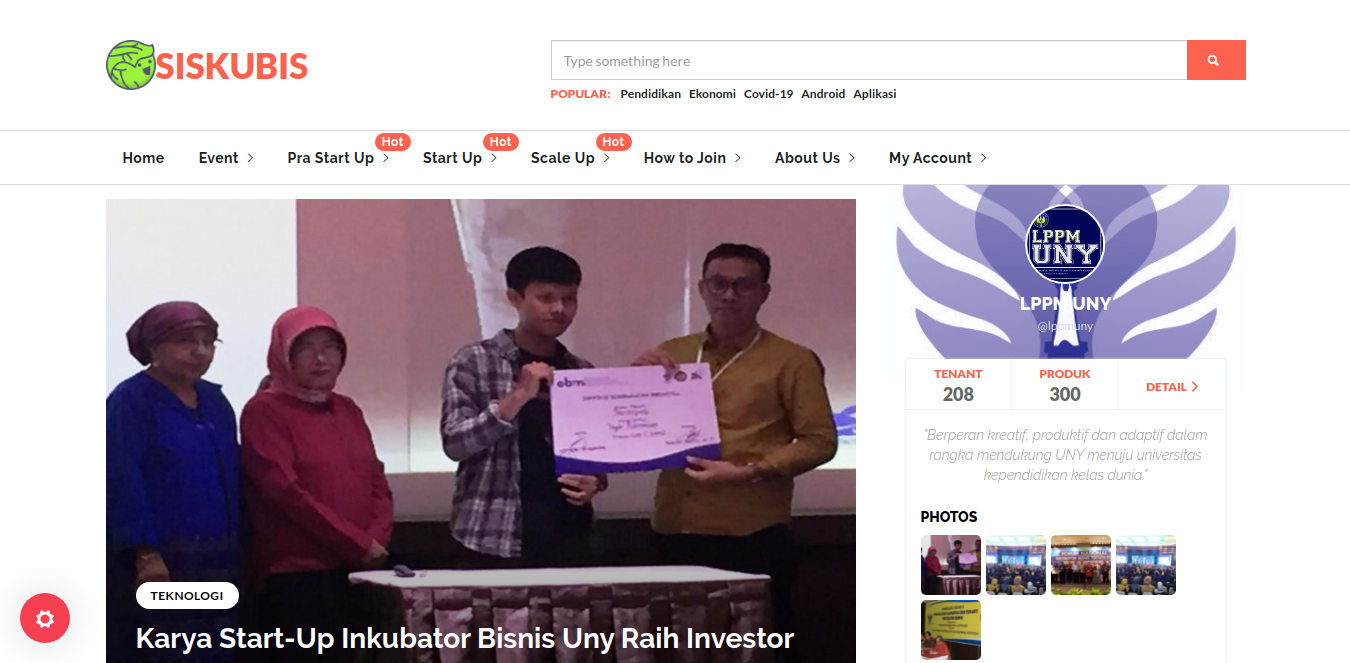 SISKUBIS
Type something here
POPULAR: Pendidikan Ekonomi Covid-19 Android Aplikasi
Hot Hot Hot
Home Event Pra Start Up Start Up Scale Up How to Join About Us My Account
LPPM
UNY
LPPM UNY
@lppmuny
TENANT PRODUK
208 300
DETAIL
"Berperan kreatif, produktif dan adaptif dalam
rangka mendukung UNY menuju universitas
kependidikan kelas dunia."
PHOTOS
TEKNOLOGI
Karya Start-Up Inkubator Bisnis Uny Raih Investor